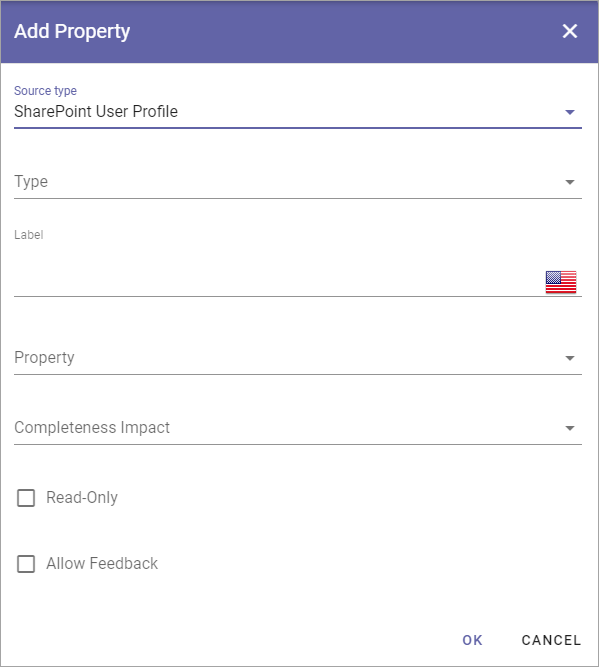 Add Property
Source type
SharePoint User Profile
Type
Label
Property
Completeness Impact
Read-Only
Allow Feedback
OK CANCEL